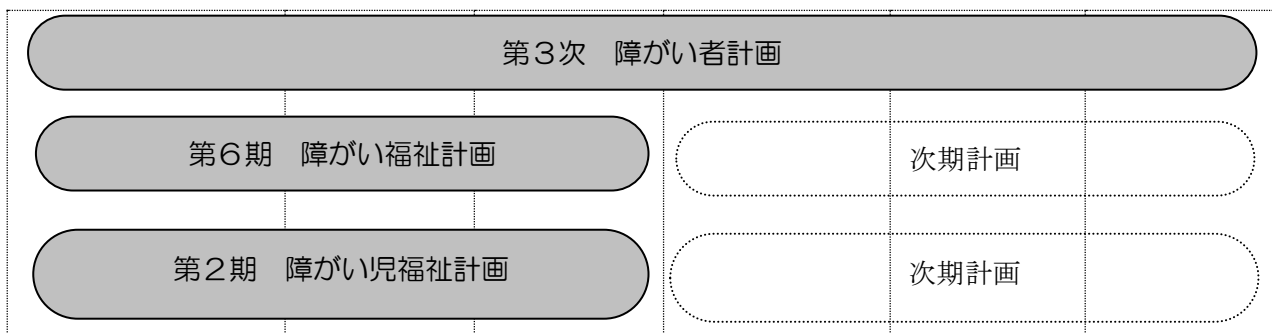 第３次　障がい者計画
第６期　障がい福祉計画
次期計画
第２期　障がい児福祉計画
次期計画